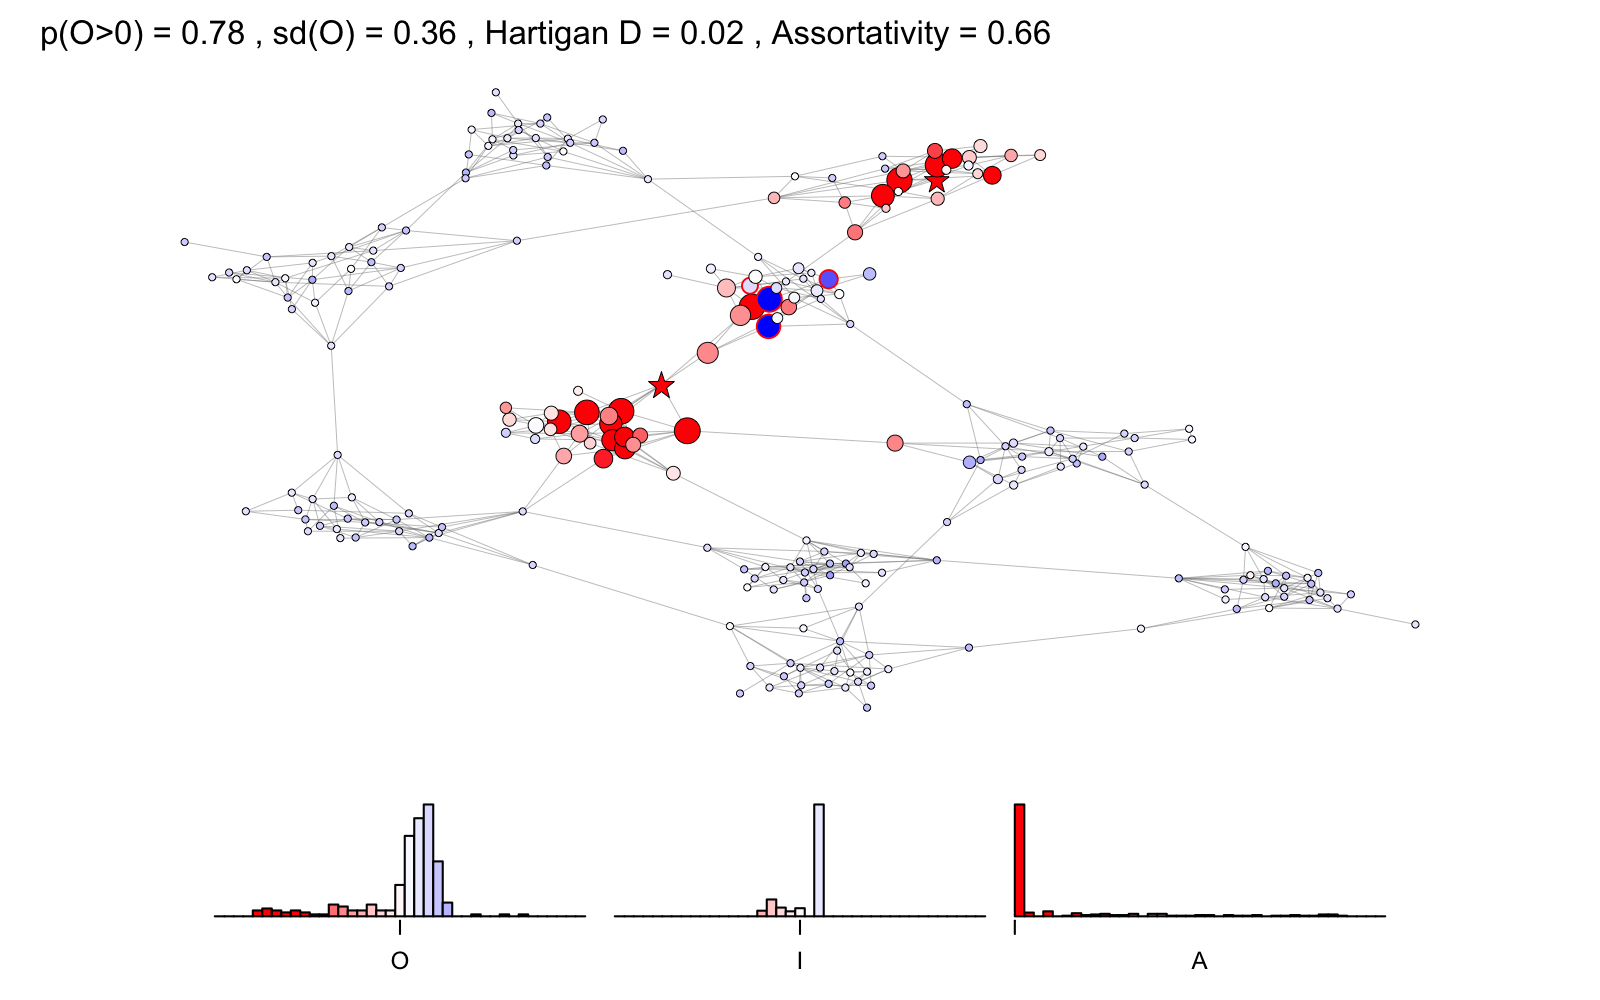 p(O>0) = 0.78 , sd(O) = 0.36 , Hartigan D = 0.02 , Assortativity = 0.66
O
I
A